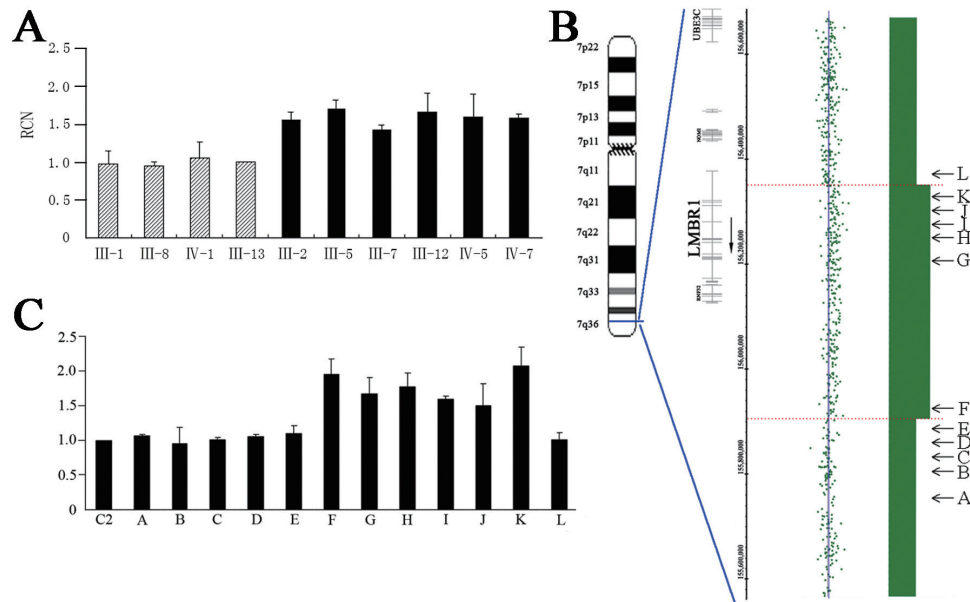 A
RCN
2.5
2.0
1.5
1.0
0.5
0
III-1 III-8 IV-1 III-13 III-2 III-5 III-7 III-12 IV-5 IV-7
B
7p22
7p15
7p13
7p11
7q11
7q21
7q22
7q31
7q33
7q36
UBE3C
LMBR1
156,600,000
156,400,000
156,200,000
156,000,000
155,800,000
155,600,000
L
K
J
I
H
G
F
E
D
C
B
A
C
2.5
2.0
1.5
1.0
0.5
0
C2 A B C D E F G H I J K L